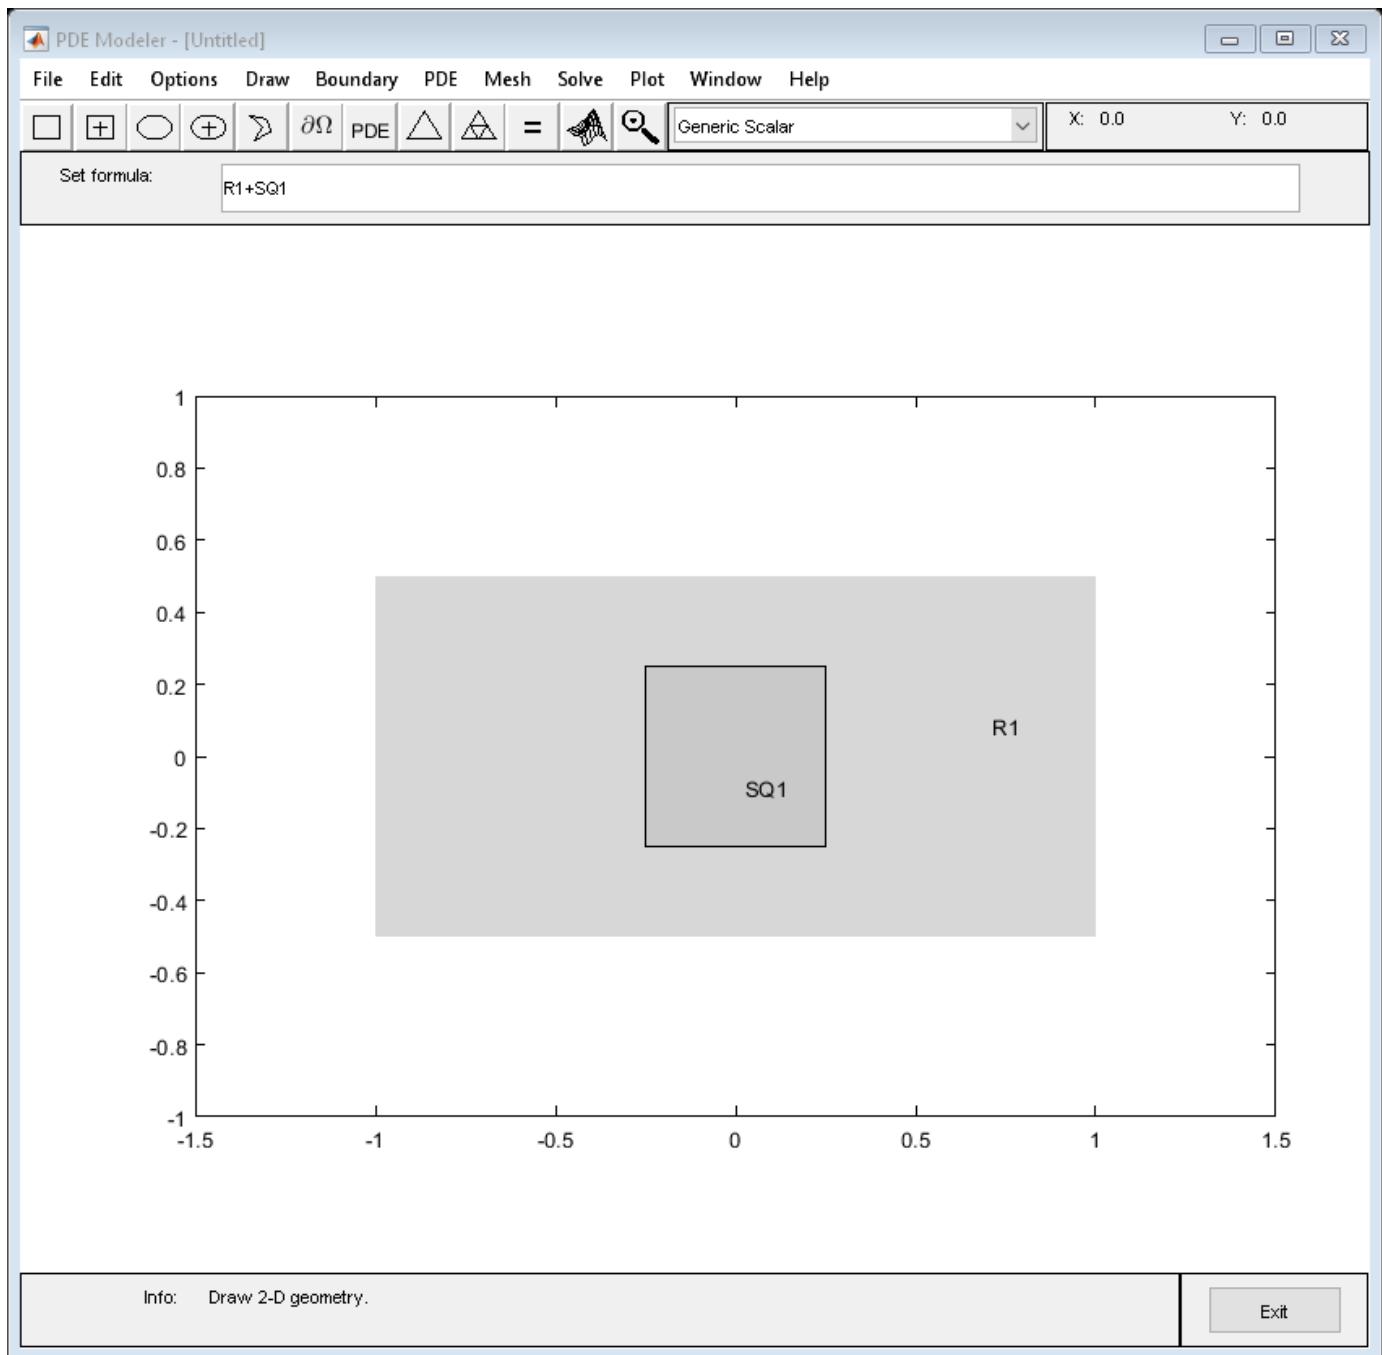 PDE Modeler - [Untitled]
File Edit Options Draw Boundary PDE Mesh Solve Plot Window Help
∂Ω PDE = Generic Scalar X: 0.0 Y: 0.0
Set formula: R1+SQ1
1
0.8
0.6
0.4
0.2
R1
0
SQ1
-0.2
-0.4
-0.6
-0.8
-1
-1.5 -1 -0.5 0 0.5 1 1.5
Info: Draw 2-D geometry. Exit